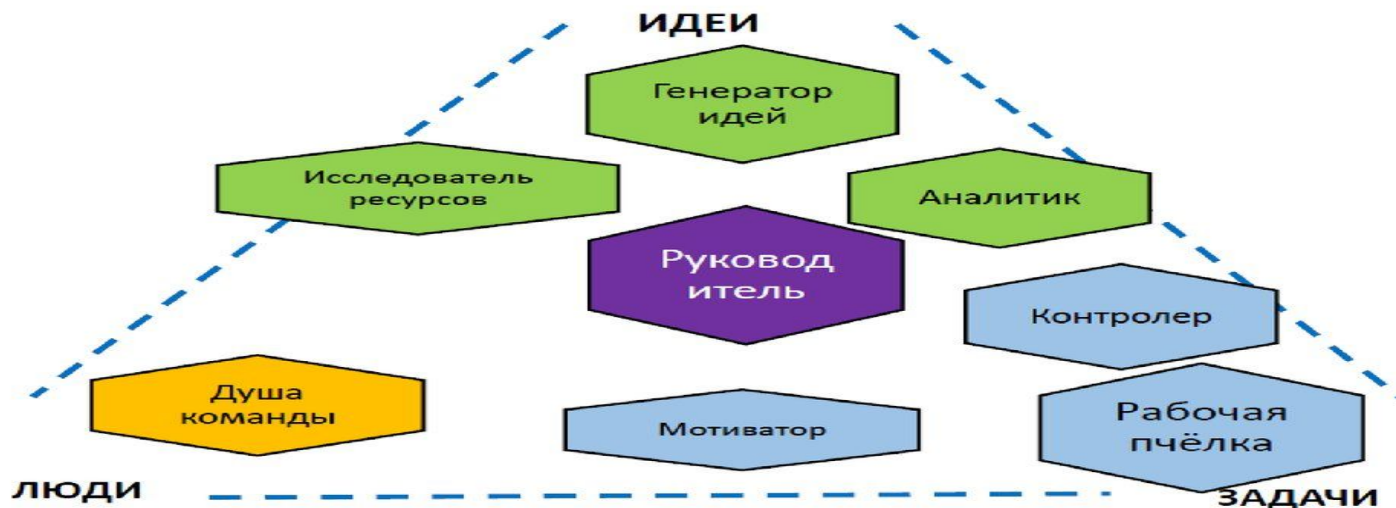 ИДЕИ
Генератор
идей
Исследователь
ресурсов
Аналитик
Руковод
итель
Контролер
Душа
команды
Мотиватор
Рабочая
пчёлка
ЛЮДИ
ЗАДАЧИ